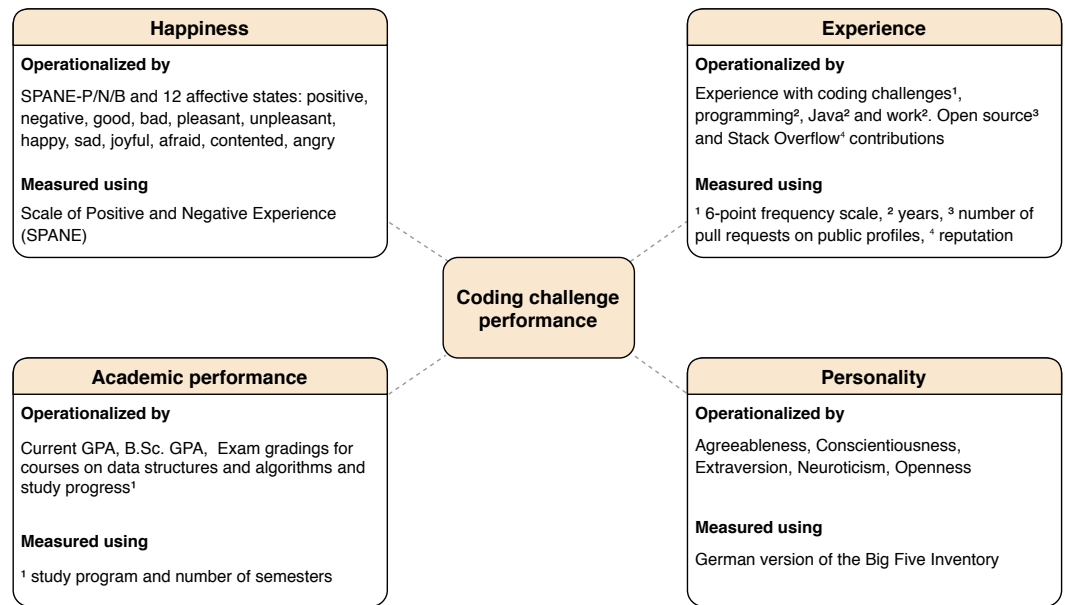 Happiness
Operationalized by
SPANE-P/N/B and 12 affective states: positive,
negative, good, bad, pleasant, unpleasant,
happy, sad, joyful, afraid, contented, angry
Measured using
Scale of Positive and Negative Experience
(SPANE)
Experience
Operationalized by
Experience with coding challenges¹,
programming², Java² and work². Open source³
and Stack Overflow⁴ contributions
Measured using
¹ 6-point frequency scale, ² years, ³ number of
pull requests on public profiles, ⁴ reputation
Coding challenge
performance
Academic performance
Operationalized by
Current GPA, B.Sc. GPA, Exam gradings for
courses on data structures and algorithms and
study progress¹
Measured using
¹ study program and number of semesters
Personality
Operationalized by
Agreeableness, Conscientiousness,
Extraversion, Neuroticism, Openness
Measured using
German version of the Big Five Inventory